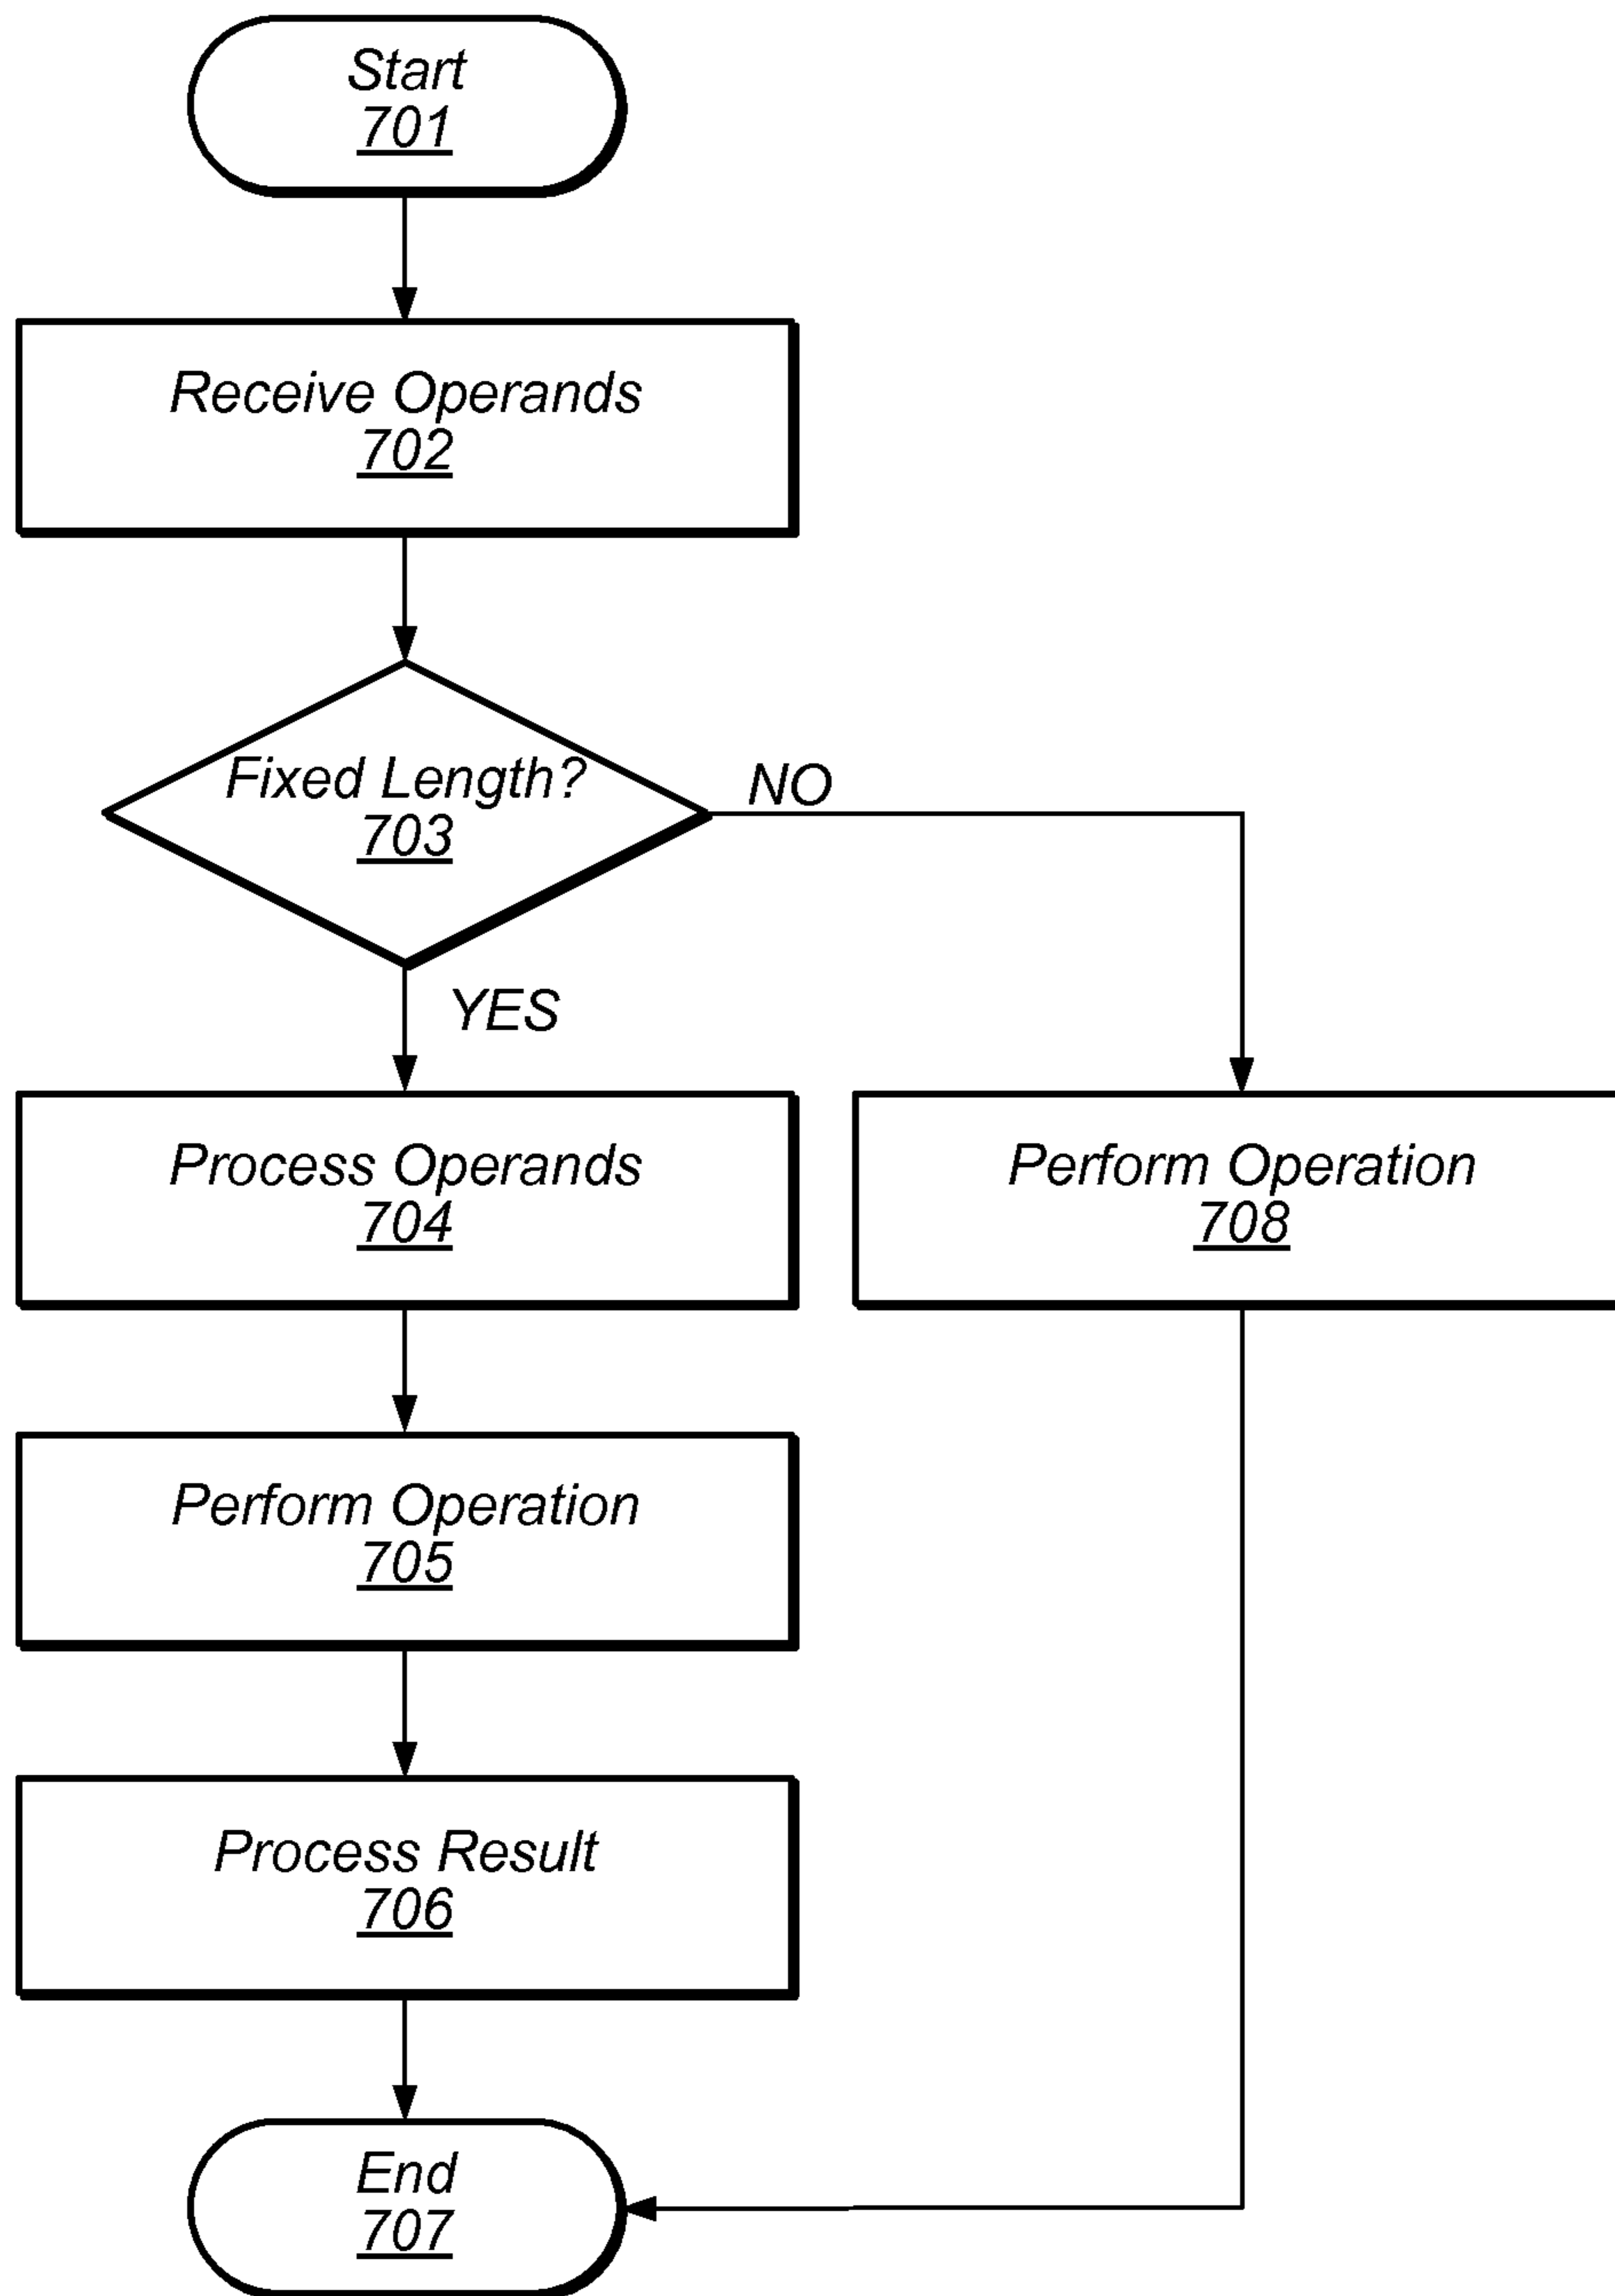 Start
701
Receive Operands
702
Fixed Length?
703
NO
YES
Process Operands
704
Perform Operation
708
Perform Operation
705
Process Result
706
End
707